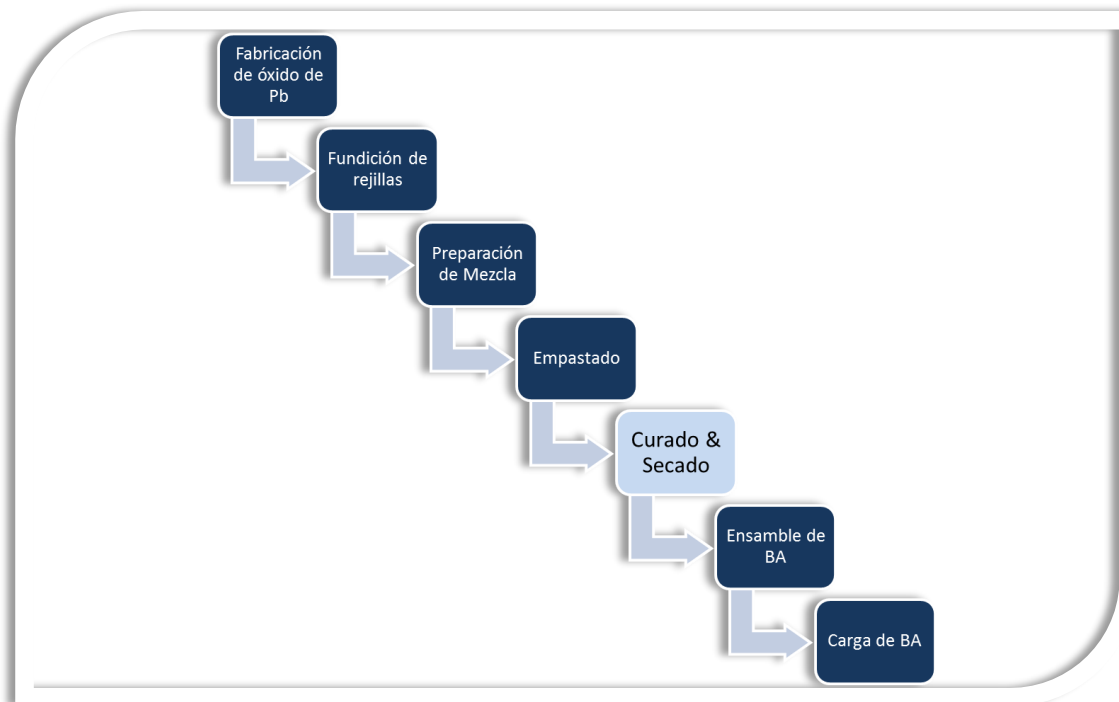 Fabricación
de óxido de
Pb
Fundición de
rejillas
Preparación
de Mezcla
Empastado
Curado &
Secado
Ensamble de
BA
Carga de BA